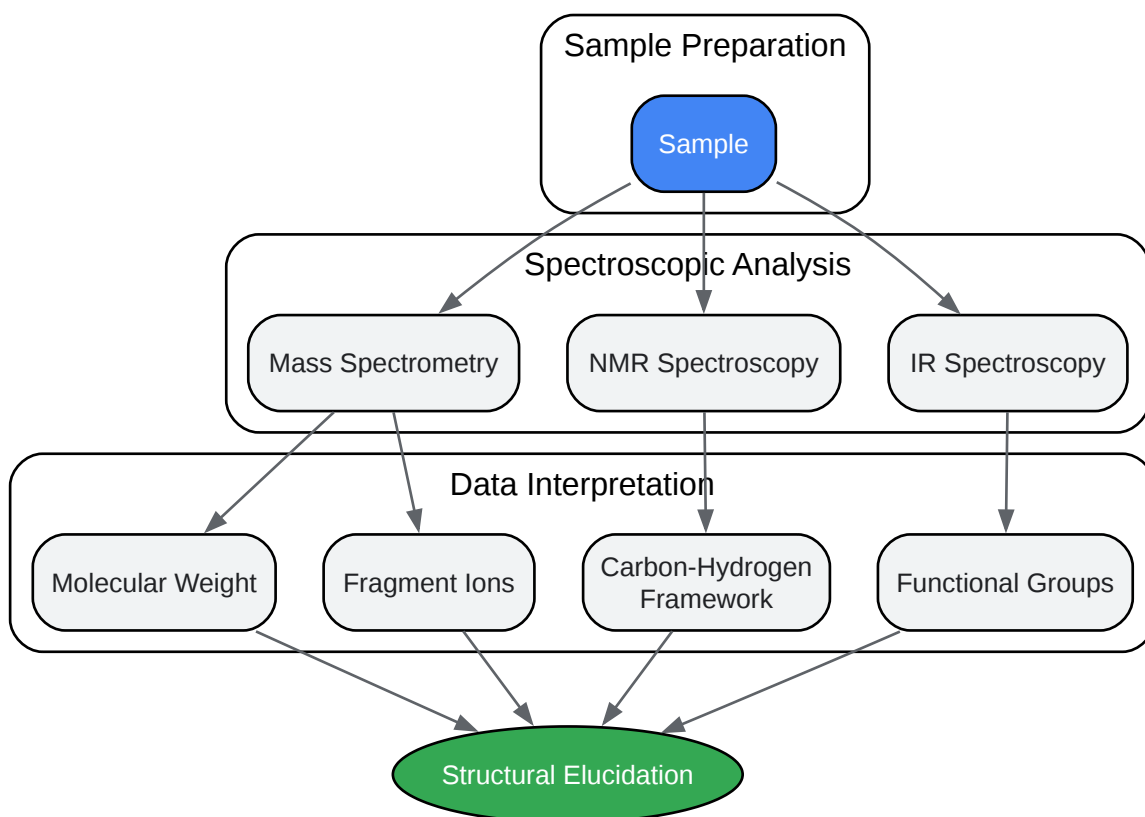 Sample Preparation
Sample
Spectroscopic Analysis
Mass Spectrometry
NMR Spectroscopy
IR Spectroscopy
Data Interpretation
Molecular Weight
Fragment Ions
Carbon-Hydrogen
Framework
Functional Groups
Structural Elucidation